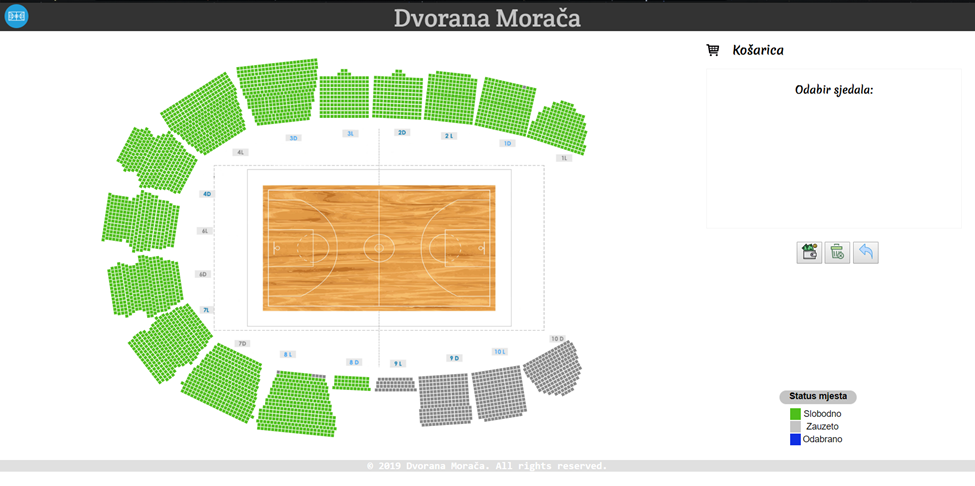 Dvorana Morača
Košarica
Odabir sjedala:
3D
3L
2D
2 L
1D
1L
4L
4D
6L
6D
7L
7D
8 L
8 D
9 L
9 D
10 L
10 D
Status mjesta
Slobodno
Zauzeto
Odabrano
© 2019 Dvorana Morača. All rights reserved.